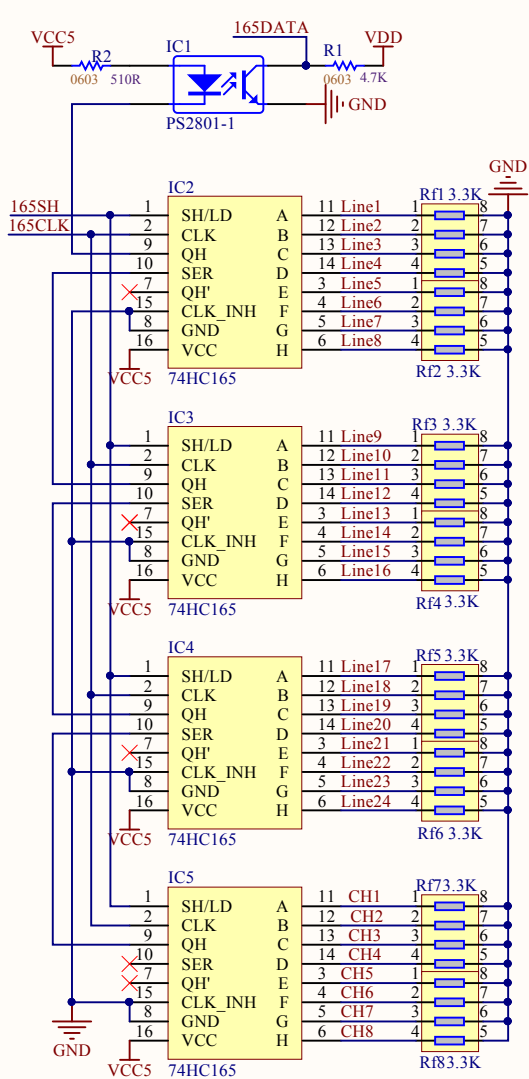 165DATA
VCC5 R2 IC1 R1 VDD
0603 510R 0603 4.7K
GND
PS2801-1
GND
IC2 Rf1 3.3K
165SH 1 SH/LD A 11 Line1 1 8
165CLK 2 CLK B 12 Line2 2 7
9 QH C 13 Line3 3 6
10 SER D 14 Line4 4 5
7 QH' E 3 Line5 1 8
15 CLK_INH F 4 Line6 2 7
8 GND G 5 Line7 3 6
16 VCC H 6 Line8 4 5
VCC5 74HC165 Rf2 3.3K
IC3 Rf3 3.3K
1 SH/LD A 11 Line9 1 8
2 CLK B 12 Line10 2 7
9 QH C 13 Line11 3 6
10 SER D 14 Line12 4 5
7 QH' E 3 Line13 1 8
15 CLK_INH F 4 Line14 2 7
8 GND G 5 Line15 3 6
16 VCC H 6 Line16 4 5
VCC5 74HC165 Rf4 3.3K
IC4 Rf5 3.3K
1 SH/LD A 11 Line17 1 8
2 CLK B 12 Line18 2 7
9 QH C 13 Line19 3 6
10 SER D 14 Line20 4 5
7 QH' E 3 Line21 1 8
15 CLK_INH F 4 Line22 2 7
8 GND G 5 Line23 3 6
16 VCC H 6 Line24 4 5
VCC5 74HC165 Rf6 3.3K
IC5 Rf7 3.3K
1 SH/LD A 11 CH1 1 8
2 CLK B 12 CH2 2 7
9 QH C 13 CH3 3 6
10 SER D 14 CH4 4 5
7 QH' E 3 CH5 1 8
15 CLK_INH F 4 CH6 2 7
8 GND G 5 CH7 3 6
16 VCC H 6 CH8 4 5
GND VCC5 74HC165 Rf8 3.3K